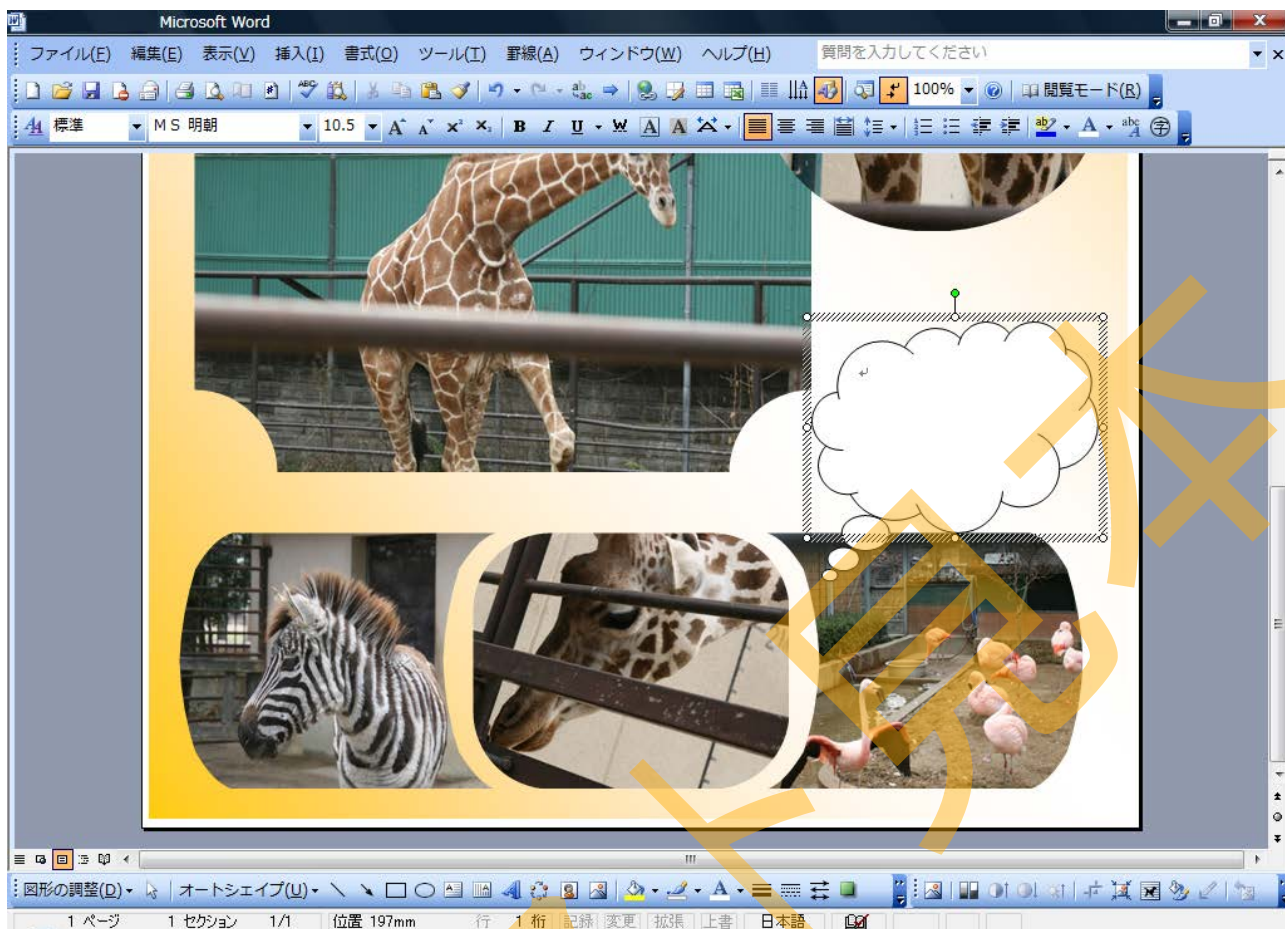 Microsoft Word
ファイル(F) 編集(E) 表示(V) 挿入(I) 書式(O) ツール(T) 罫線(A) ウィンドウ(W) ヘルプ(H) 質問を入力してください
100% 閲覧モード(R)
標準 MS 明朝 10.5
図形の調整(D) オートシェイプ(U)
1 ページ 1 セクション 1/1 位置 197mm 行 1 桁 記録 変更 拡張 上書 日本語